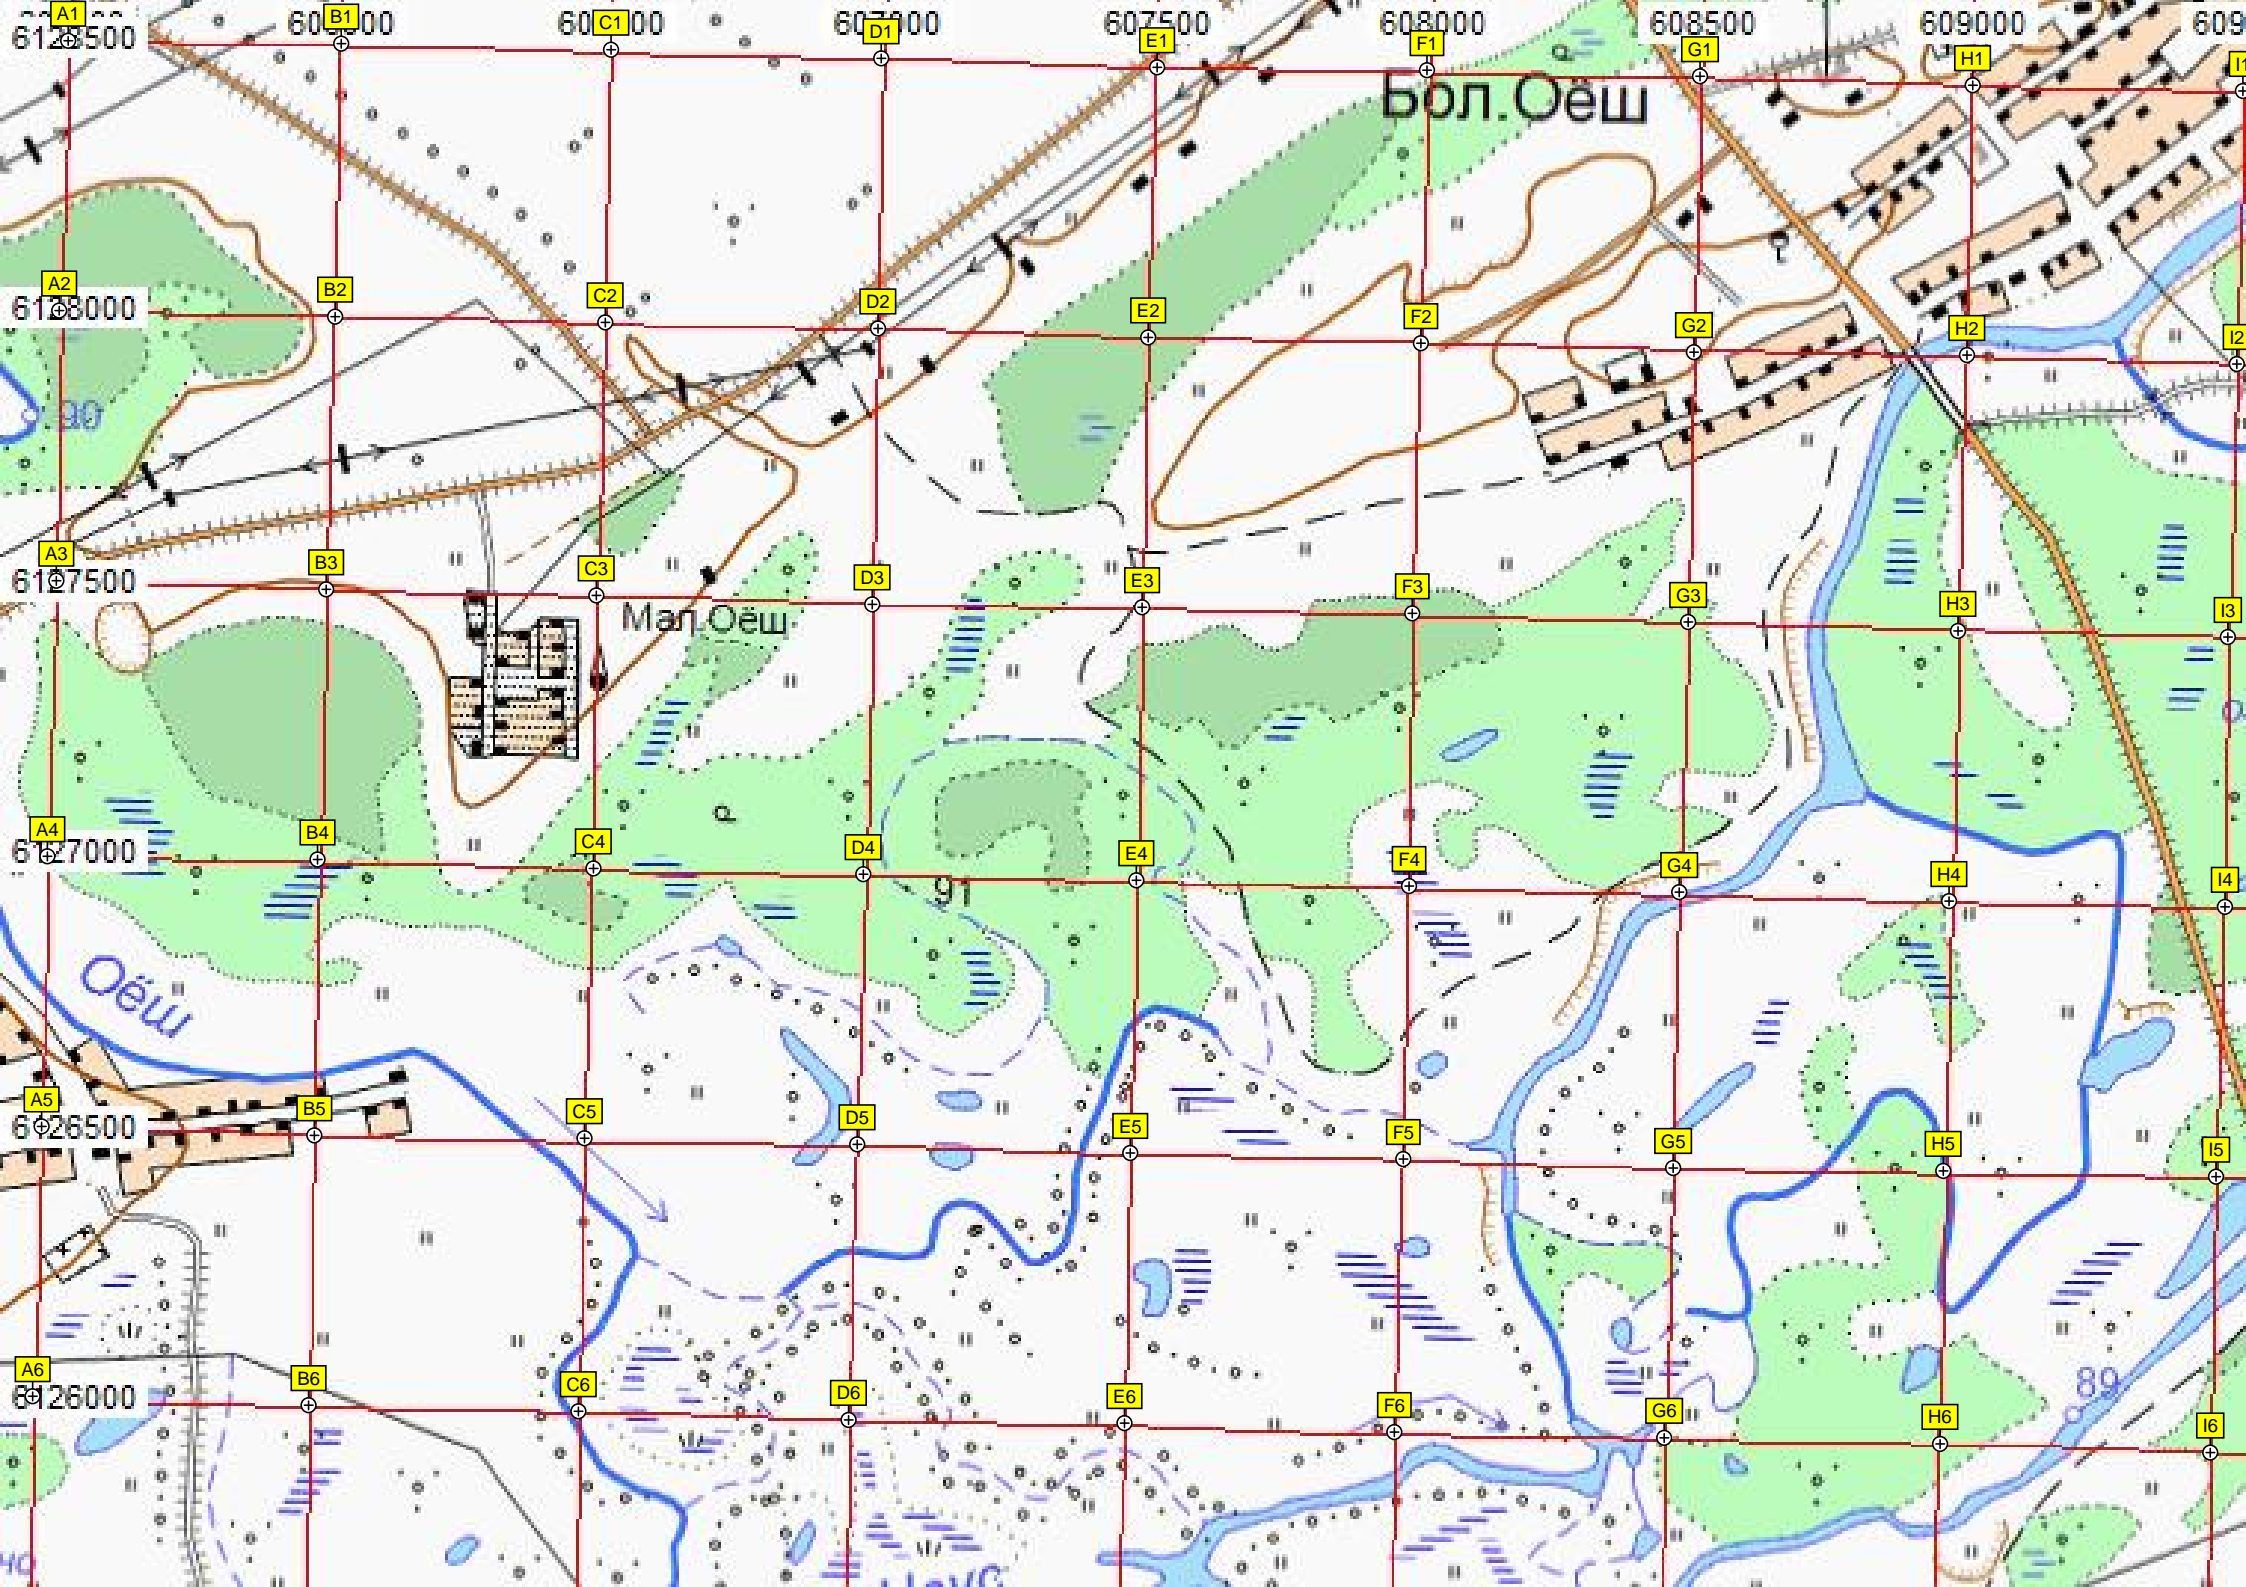 A1 B1 C1 D1 E1 F1 G1 H1 I1
6128500 607500 608000 608500 609000
Бол.Оёш
A2 B2 C2 D2 E2 F2 G2 H2 I2
6128000
90
A3 B3 C3 D3 E3 F3 G3 H3 I3
6127500
Мал.Оёш
A4 B4 C4 D4 E4 F4 G4 H4 I4
6127000
91
Оёш
A5 B5 C5 D5 E5 F5 G5 H5 I5
6126500
A6 B6 C6 D6 E6 F6 G6 H6 I6
6126000
89